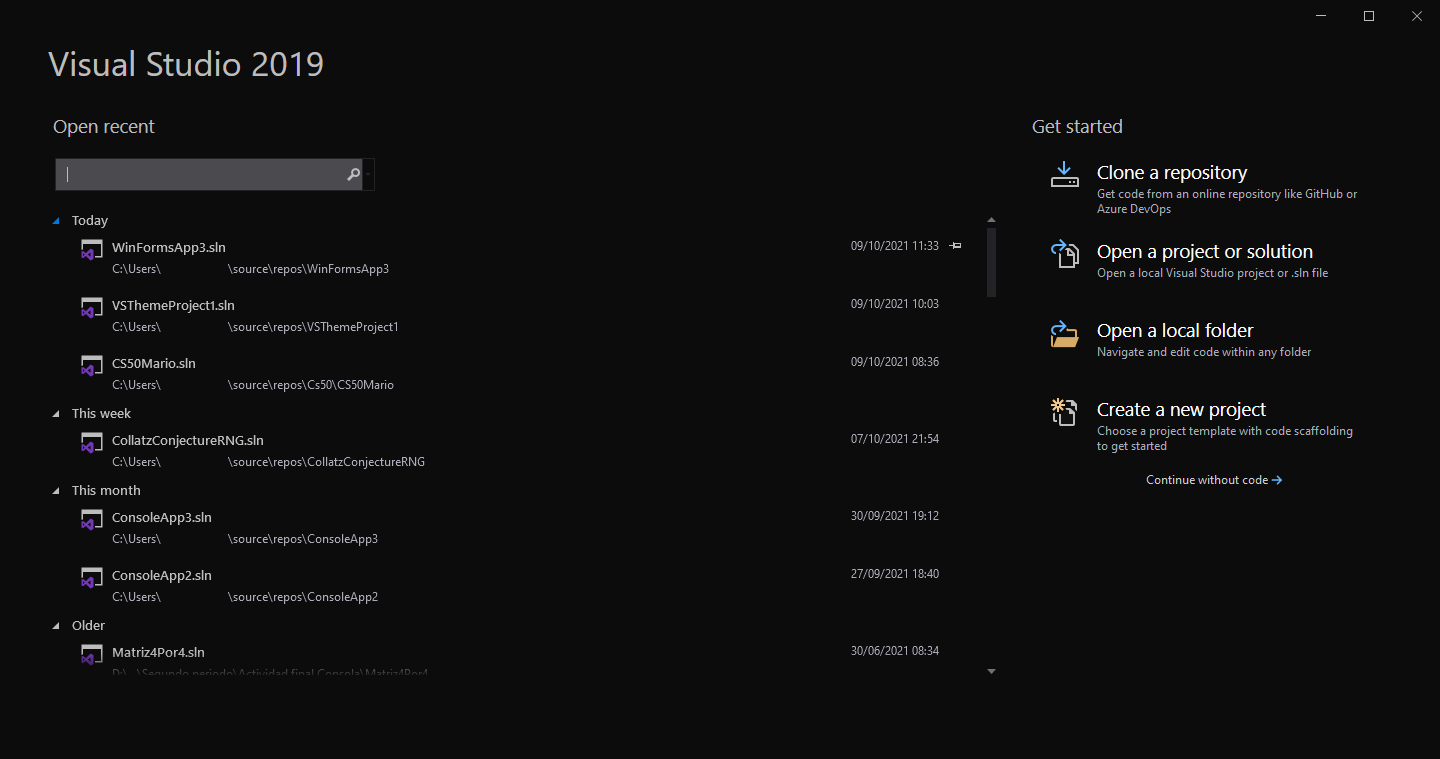 Visual Studio 2019
Open recent
Today
WinFormsApp3.sln 09/10/2021 11:33
C:\Users\ \source\repos\WinFormsApp3
VSThemeProject1.sln 09/10/2021 10:03
C:\Users\ \source\repos\VSThemeProject1
CS50Mario.sln 09/10/2021 08:36
C:\Users\ \source\repos\Cs50\CS50Mario
This week
CollatzConjectureRNG.sln 07/10/2021 21:54
C:\Users\ \source\repos\CollatzConjectureRNG
This month
ConsoleApp3.sln 30/09/2021 19:12
C:\Users\ \source\repos\ConsoleApp3
ConsoleApp2.sln 27/09/2021 18:40
C:\Users\ \source\repos\ConsoleApp2
Older
Matriz4Por4.sln 30/06/2021 08:34
D:\...\Segundo periodo\Actividad final Consola\Matriz4Por4
Get started
Clone a repository
Get code from an online repository like GitHub or
Azure DevOps
Open a project or solution
Open a local Visual Studio project or .sln file
Open a local folder
Navigate and edit code within any folder
Create a new project
Choose a project template with code scaffolding
to get started
Continue without code